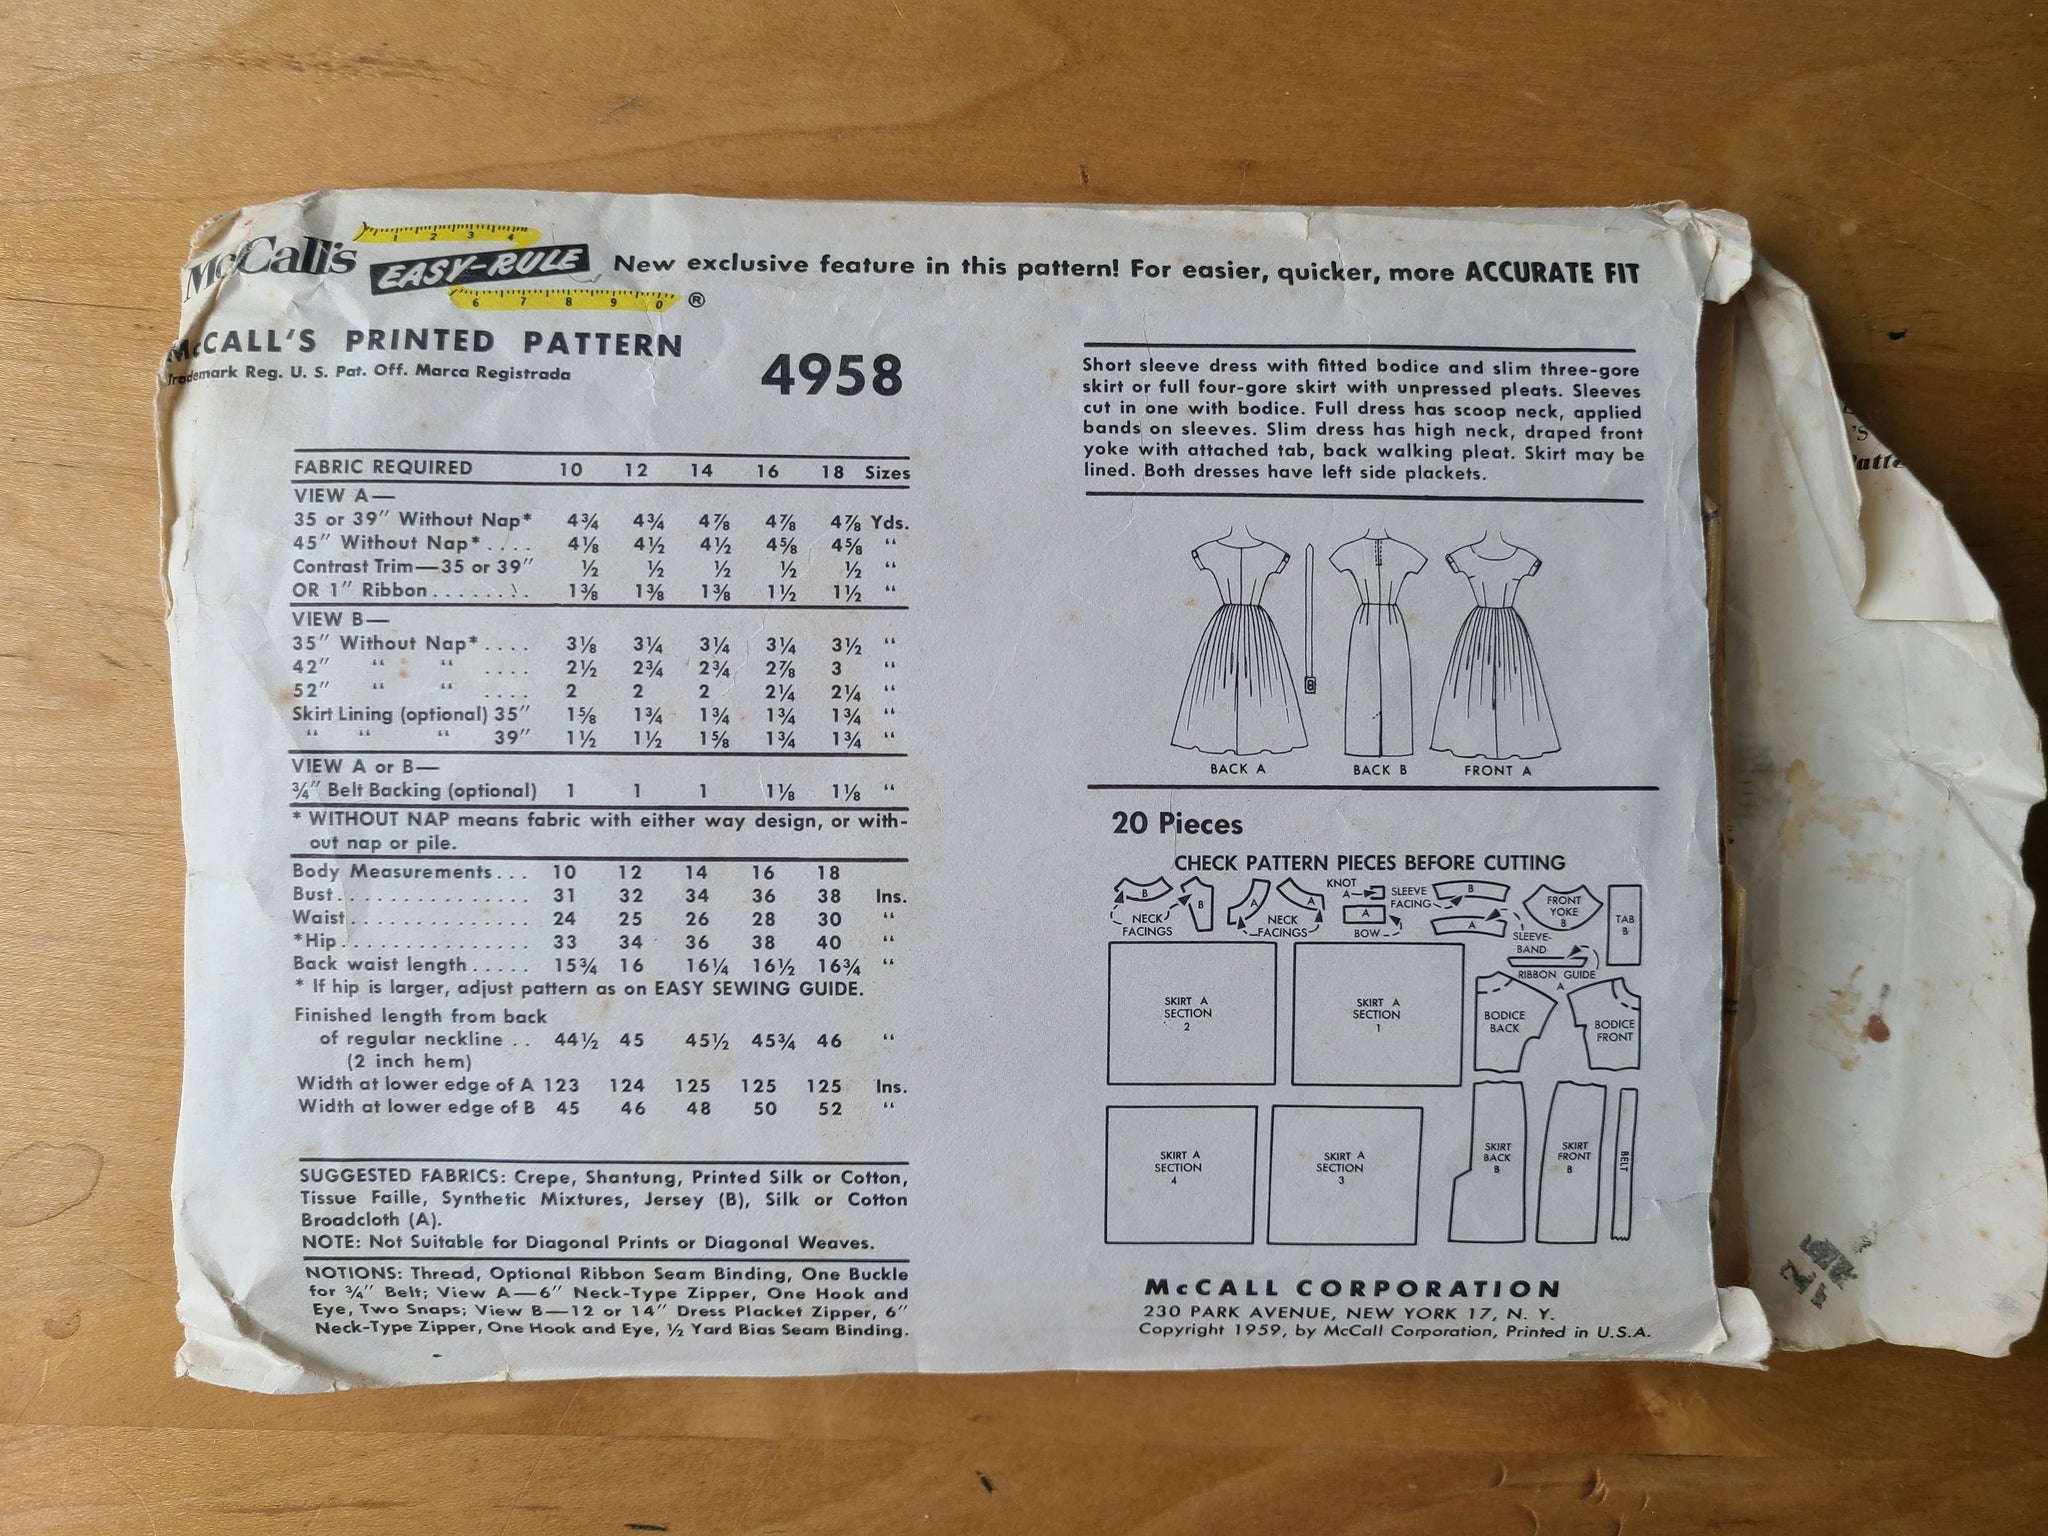 McCall's
1 2 3 4
EASY-RULE
6 7 8 9 0 ®
New exclusive feature in this pattern! For easier, quicker, more ACCURATE FIT
McCALL'S PRINTED PATTERN
Trademark Reg. U. S. Pat. Off. Marca Registrada
4958
FABRIC REQUIRED 10 12 14 16 18 Sizes
VIEW A—
35 or 39" Without Nap* 4¾ 4¾ 4⅞ 4⅞ 4⅞ Yds.
45" Without Nap* .... 4⅛ 4½ 4½ 4⅝ 4⅝ "
Contrast Trim—35 or 39" ½ ½ ½ ½ ½ "
OR 1" Ribbon ........ 1⅜ 1⅜ 1⅜ 1½ 1½ "
VIEW B—
35" Without Nap* .... 3⅛ 3¼ 3¼ 3¼ 3½ "
42" " " .... 2½ 2¾ 2¾ 2⅞ 3 "
52" " " .... 2 2 2 2¼ 2¼ "
Skirt Lining (optional) 35" 1⅝ 1¾ 1¾ 1¾ 1¾ "
" " " 39" 1½ 1½ 1⅝ 1¾ 1¾ "
VIEW A or B—
¾" Belt Backing (optional) 1 1 1 1⅛ 1⅛ "
* WITHOUT NAP means fabric with either way design, or with-
out nap or pile.
Body Measurements... 10 12 14 16 18
Bust............... 31 32 34 36 38 Ins.
Waist.............. 24 25 26 28 30 "
*Hip............... 33 34 36 38 40 "
Back waist length..... 15¾ 16 16¼ 16½ 16¾ "
* If hip is larger, adjust pattern as on EASY SEWING GUIDE.
Finished length from back
of regular neckline .. 44½ 45 45½ 45¾ 46 "
(2 inch hem)
Width at lower edge of A 123 124 125 125 125 Ins.
Width at lower edge of B 45 46 48 50 52 "
SUGGESTED FABRICS: Crepe, Shantung, Printed Silk or Cotton,
Tissue Faille, Synthetic Mixtures, Jersey (B), Silk or Cotton
Broadcloth (A).
NOTE: Not Suitable for Diagonal Prints or Diagonal Weaves.
NOTIONS: Thread, Optional Ribbon Seam Binding, One Buckle
for ¾" Belt; View A—6" Neck-Type Zipper, One Hook and
Eye, Two Snaps; View B—12 or 14" Dress Placket Zipper, 6"
Neck-Type Zipper, One Hook and Eye, ½ Yard Bias Seam Binding.
Short sleeve dress with fitted bodice and slim three-gore
skirt or full four-gore skirt with unpressed pleats. Sleeves
cut in one with bodice. Full dress has scoop neck, applied
bands on sleeves. Slim dress has high neck, draped front
yoke with attached tab, back walking pleat. Skirt may be
lined. Both dresses have left side plackets.
BACK A BACK B FRONT A
20 Pieces
CHECK PATTERN PIECES BEFORE CUTTING
B
B
NECK
FACINGS
A
A
NECK
FACINGS
KNOT
A
A
BOW
SLEEVE
FACING
B
A
SLEEVE-
BAND
FRONT
YOKE
B
TAB
B
RIBBON GUIDE
A
SKIRT A
SECTION
2
SKIRT A
SECTION
1
BODICE
BACK
BODICE
FRONT
SKIRT A
SECTION
4
SKIRT A
SECTION
3
SKIRT
BACK
B
SKIRT
FRONT
B
BELT
McCALL CORPORATION
230 PARK AVENUE, NEW YORK 17, N. Y.
Copyright 1959, by McCall Corporation, Printed in U.S.A.
'S